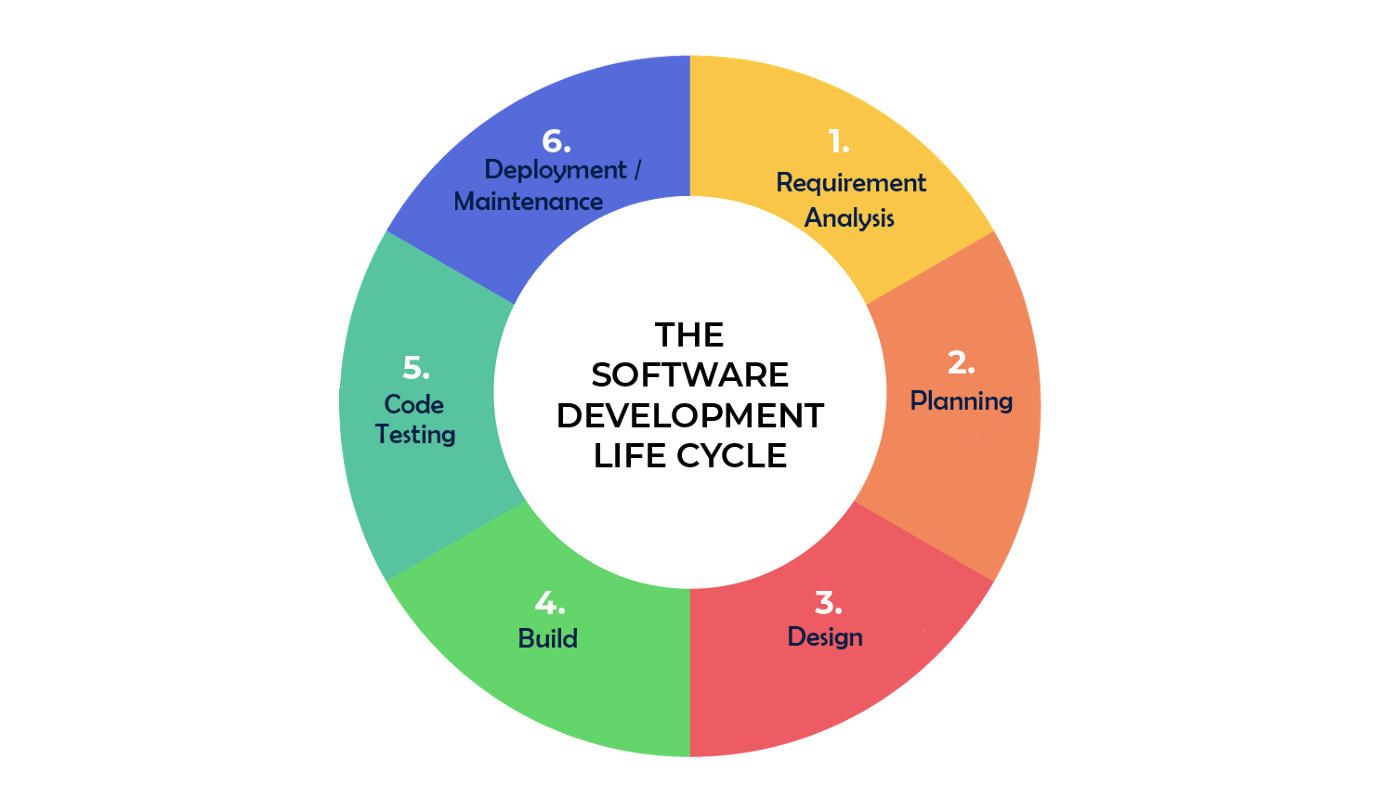 THE
SOFTWARE
DEVELOPMENT
LIFE CYCLE
1.
Requirement
Analysis
2.
Planning
3.
Design
4.
Build
5.
Code
Testing
6.
Deployment /
Maintenance